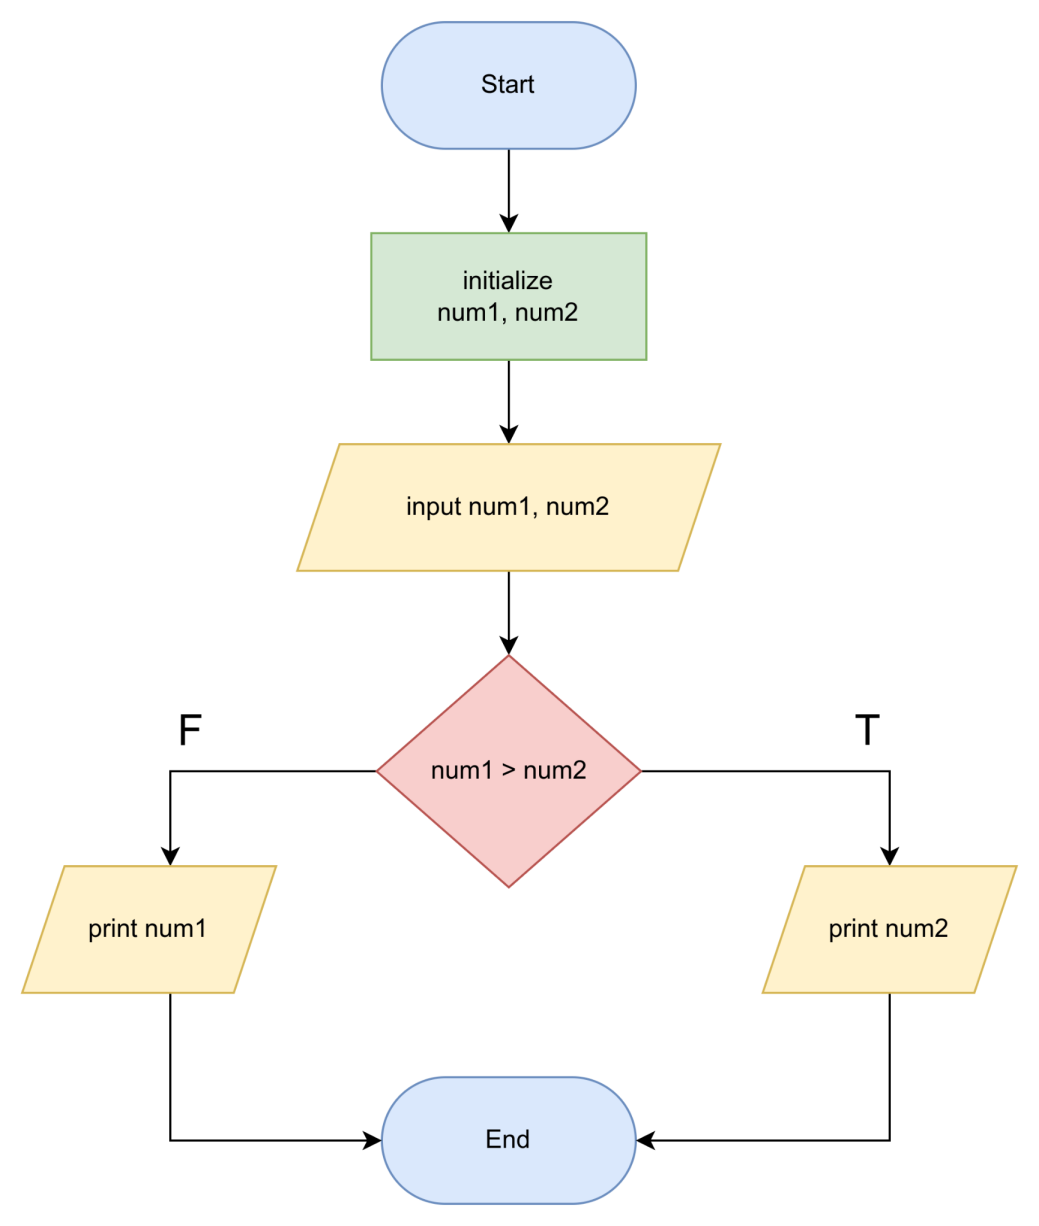 Start
initialize
num1, num2
input num1, num2
F
T
num1 > num2
print num1
print num2
End